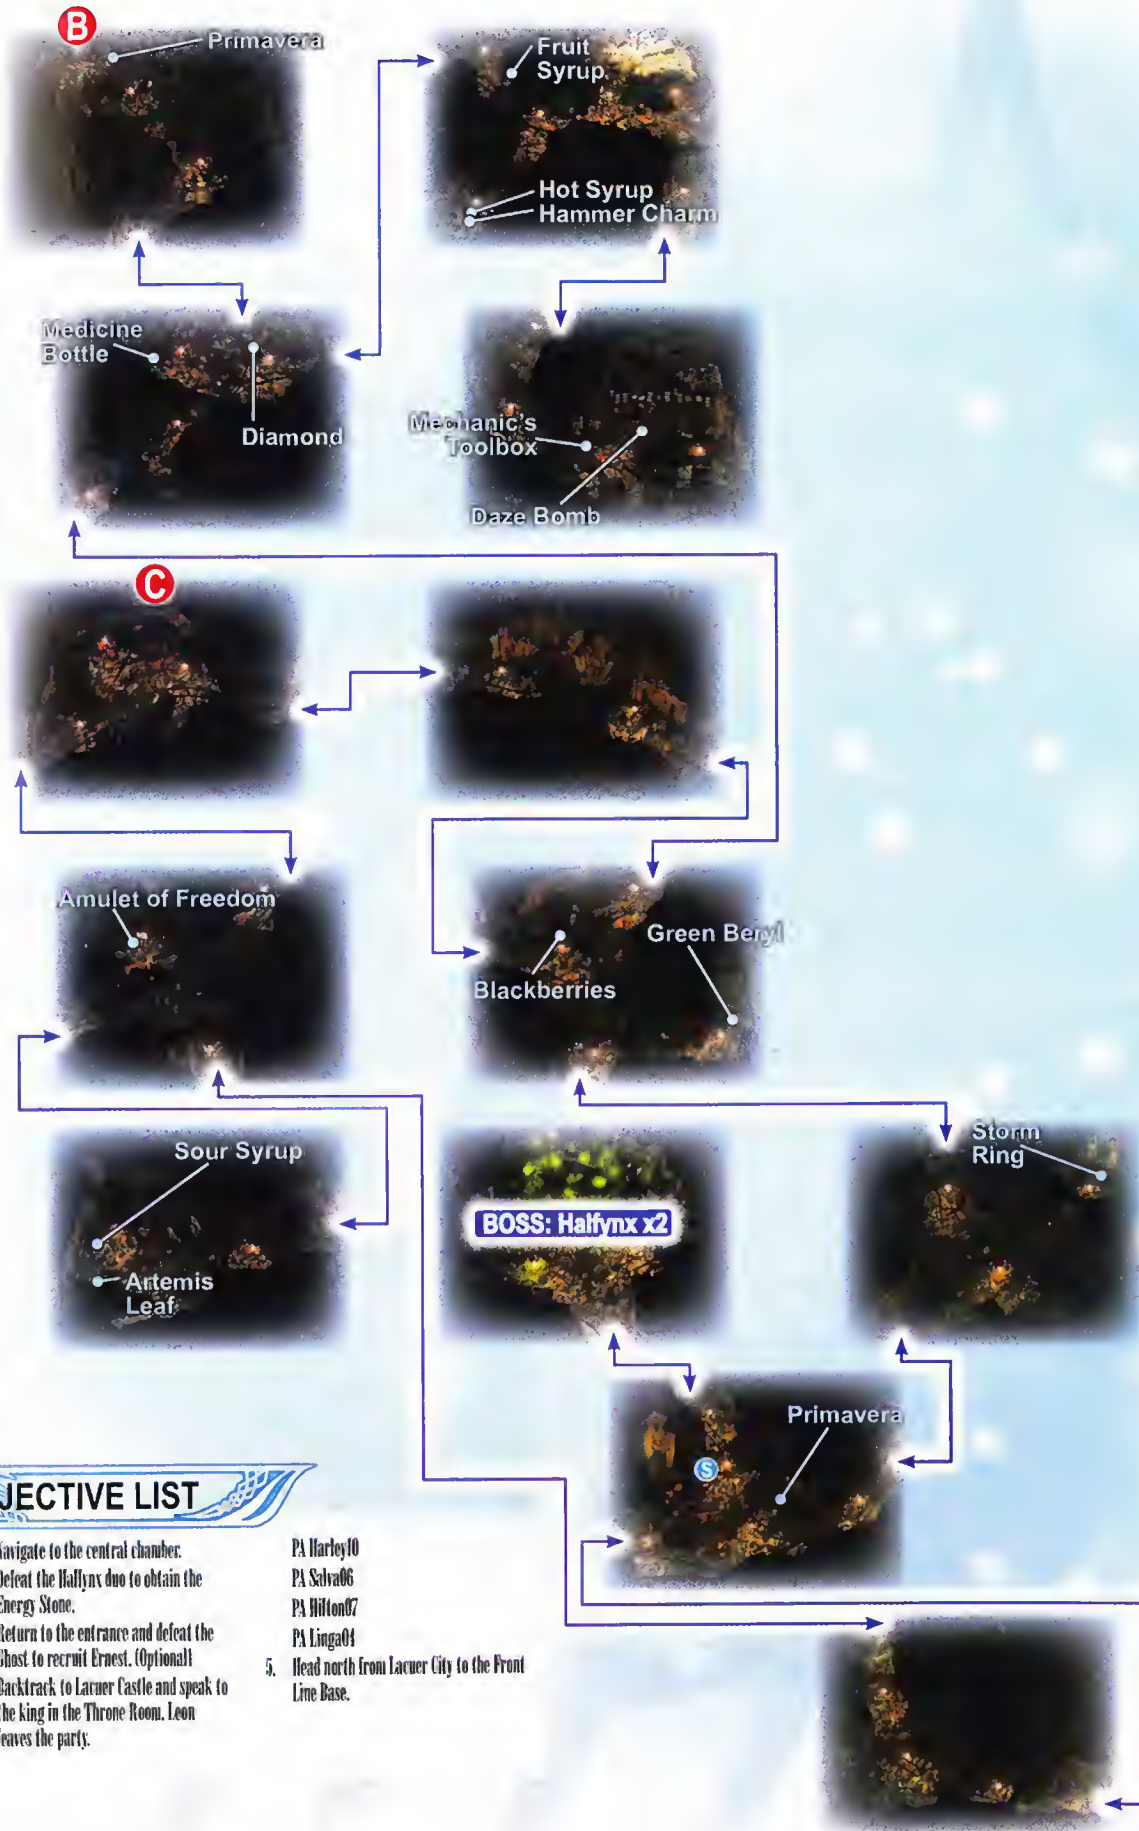 B
Primavera
Fruit
Syrup
Hot Syrup
Hammer Charm
Medicine
Bottle
Diamond
Mechanic's
Toolbox
Daze Bomb
C
Amulet of Freedom
Green Beryl
Blackberries
Sour Syrup
Artemis
Leaf
BOSS: Halfynx x2
Storm
Ring
Primavera
S
JECTIVE LIST
Navigate to the central chamber.
Defeat the Halfynx duo to obtain the
Energy Stone.
Return to the entrance and defeat the
Ghost to recruit Ernest. (Optional)
Backtrack to Lacuer Castle and speak to
the king in the Throne Room. Leon
leaves the party.
PA Harley10
PA Salva06
PA Hilton07
PA Linga04
5. Head north from Lacuer City to the Front
Line Base.